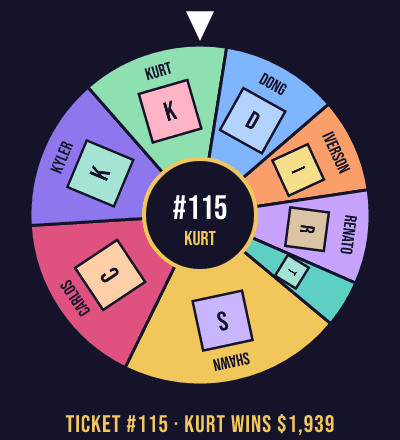 KURT
K
DONG
D
IVERSON
I
RENATO
R
T
SHAWN
S
CARLOS
C
KYLER
K
#115
KURT
TICKET #115 · KURT WINS $1,939